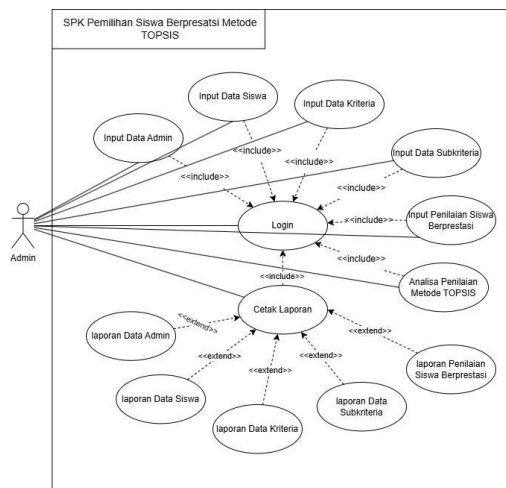 SPK Pemilihan Siswa Berpresatsi Metode
TOPSIS
Input Data Siswa
Input Data Kriteria
Input Data Admin
Input Data Subkriteria
<<include>>
<<include>>
<<include>>
<<include>>
Input Penilaian Siswa
Berprestasi
<<include>>
Login
<<include>>
Analisa Penilaian
Metode TOPSIS
Admin
<<include>>
Cetak Laporan
laporan Data Admin
<<extend>>
<<extend>>
<<extend>>
<<extend>>
<<extend>>
laporan Penilaian
Siswa Berprestasi
laporan Data Siswa
laporan Data
Subkriteria
laporan Data Kriteria